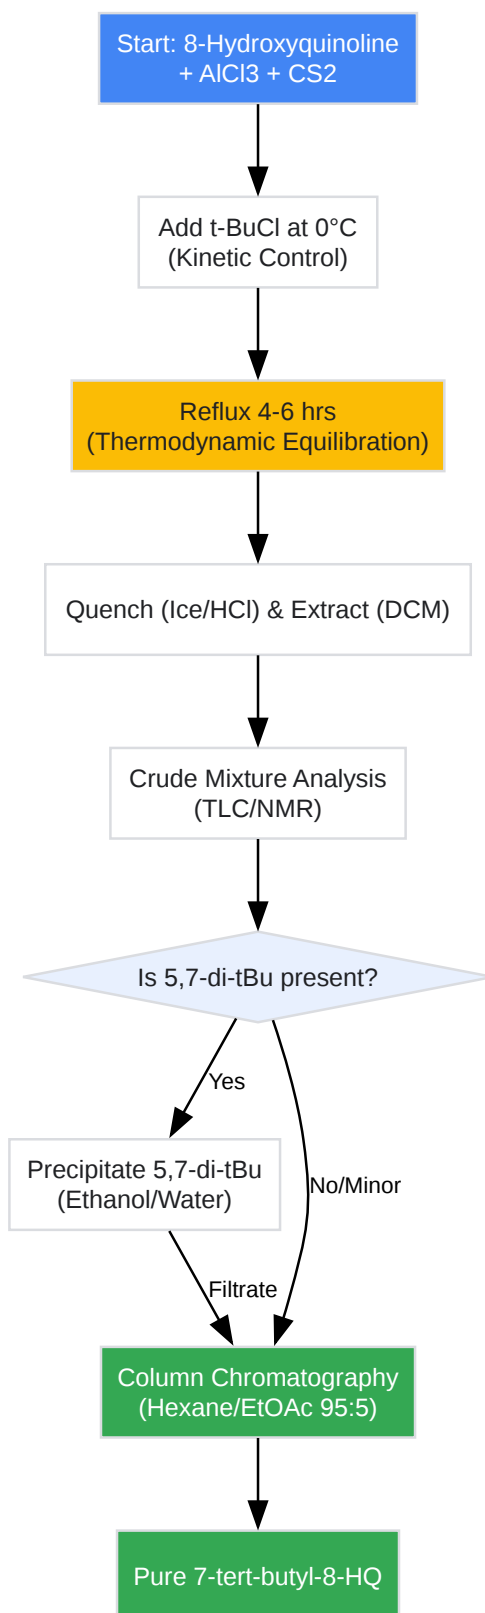 Start: 8-Hydroxyquinoline
+ AlCl3 + CS2
Add t-BuCl at 0°C
(Kinetic Control)
Reflux 4-6 hrs
(Thermodynamic Equilibration)
Quench (Ice/HCl) & Extract (DCM)
Crude Mixture Analysis
(TLC/NMR)
Is 5,7-di-tBu present?
Yes
Precipitate 5,7-di-tBu
(Ethanol/Water)
No/Minor
Filtrate
Column Chromatography
(Hexane/EtOAc 95:5)
Pure 7-tert-butyl-8-HQ